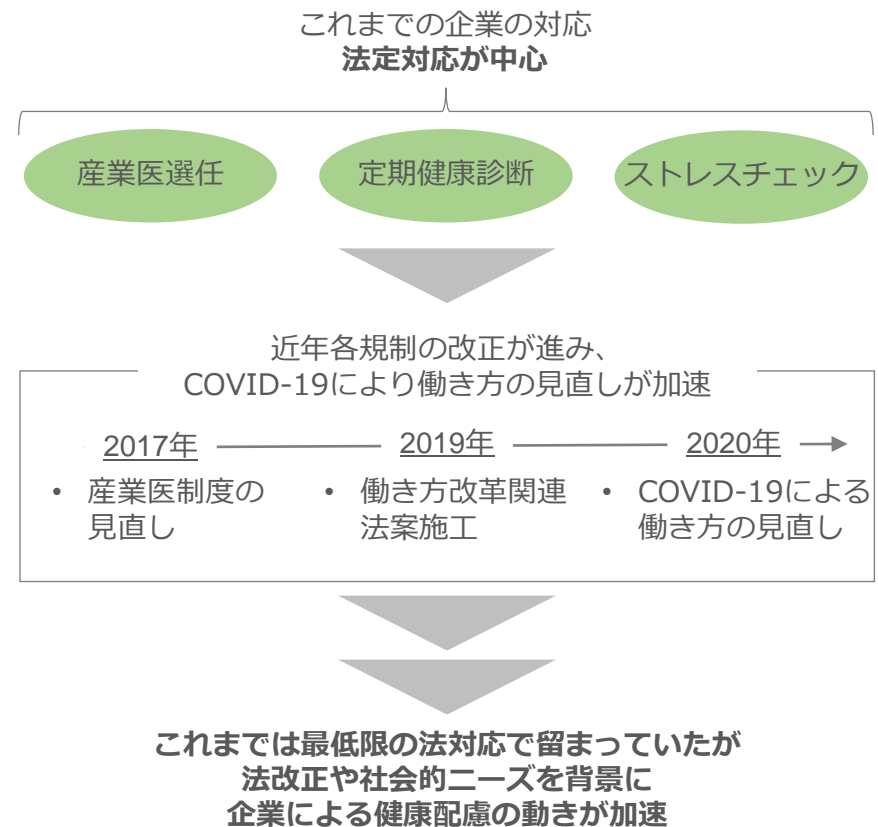 これまでの企業の対応
法定対応が中心
産業医選任
定期健康診断
ストレスチェック
近年各規制の改正が進み、
COVID-19により働き方の見直しが加速
2017年
2019年
2020年
• 産業医制度の
見直し
• 働き方改革関連
法案施工
• COVID-19による
働き方の見直し
これまでは最低限の法対応で留まっていたが
法改正や社会的ニーズを背景に
企業による健康配慮の動きが加速